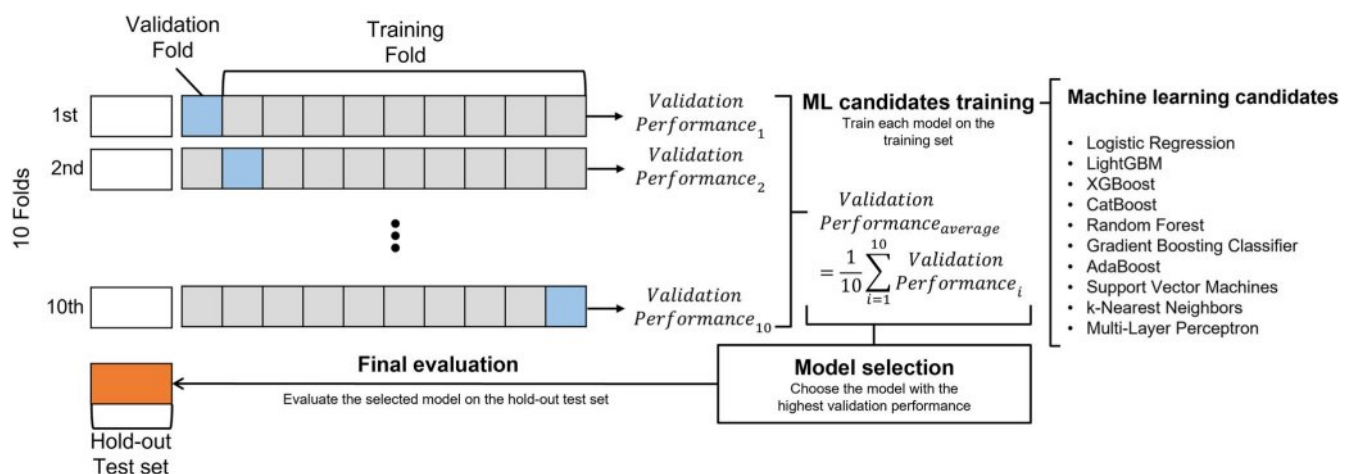 Validation
Fold
Training
Fold
10 Folds
1st
Validation
Performance1
2nd
Validation
Performance2
10th
Validation
Performance10
ML candidates training
Train each model on the
training set
Validation
Performanceaverage
= 1/10 ∑ i=1 10 Validation
Performancei
Machine learning candidates
• Logistic Regression
• LightGBM
• XGBoost
• CatBoost
• Random Forest
• Gradient Boosting Classifier
• AdaBoost
• Support Vector Machines
• k-Nearest Neighbors
• Multi-Layer Perceptron
Model selection
Choose the model with the
highest validation performance
Final evaluation
Evaluate the selected model on the hold-out test set
Hold-out
Test set